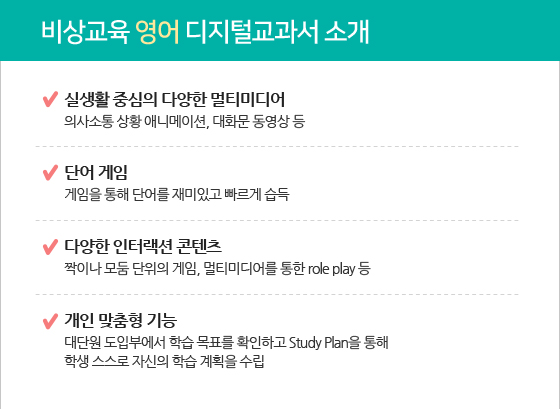 비상교육 영어 디지털교과서 소개
실생활 중심의 다양한 멀티미디어
의사소통 상황 애니메이션, 대화문 동영상 등
단어 게임
게임을 통해 단어를 재미있고 빠르게 습득
다양한 인터랙션 콘텐츠
짝이나 모둠 단위의 게임, 멀티미디어를 통한 role play 등
개인 맞춤형 기능
대단원 도입부에서 학습 목표를 확인하고 Study Plan을 통해
학생 스스로 자신의 학습 계획을 수립